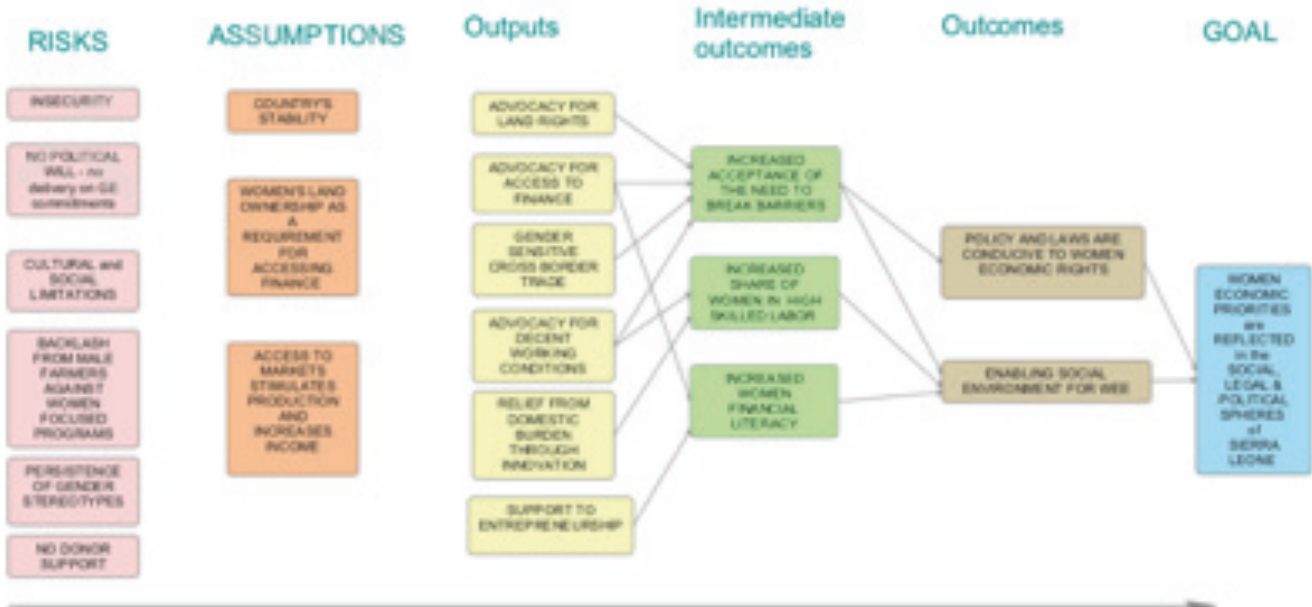 RISKS
ASSUMPTIONS
Outputs
Intermediate
outcomes
Outcomes
GOAL
INSECURITY
NO POLITICAL
WILL - no
delivery on GE
commitments
CULTURAL and
SOCIAL
LIMITATIONS
BACKLASH
FROM MALE
FARMERS
AGAINST
WOMEN
FOCUSED
PROGRAMS
PERSISTENCE
OF GENDER
STEREOTYPES
NO DONOR
SUPPORT
COUNTRY'S
STABILITY
WOMEN'S LAND
OWNERSHIP AS
A
REQUIREMENT
FOR
ACCESSING
FINANCE
ACCESS TO
MARKETS
STIMULATES
PRODUCTION
AND
INCREASES
INCOME
ADVOCACY FOR
LAND RIGHTS
ADVOCACY FOR
ACCESS TO
FINANCE
GENDER
SENSITIVE
CROSS BORDER
TRADE
ADVOCACY FOR
DECENT
WORKING
CONDITIONS
RELIEF FROM
DOMESTIC
BURDEN
THROUGH
INNOVATION
SUPPORT TO
ENTREPRENEURSHIP
INCREASED
ACCEPTANCE OF
THE NEED TO
BREAK BARRIERS
INCREASED
SHARE OF
WOMEN IN HIGH
SKILLED LABOR
INCREASED
WOMEN
FINANCIAL
LITERACY
POLICY AND LAWS ARE
CONDUCIVE TO WOMEN
ECONOMIC RIGHTS
ENABLING SOCIAL
ENVIRONMENT FOR WEE
WOMEN
ECONOMIC
PRIORITIES
are
REFLECTED
in the
SOCIAL,
LEGAL &
POLITICAL
SPHERES
of
SIERRA
LEONE